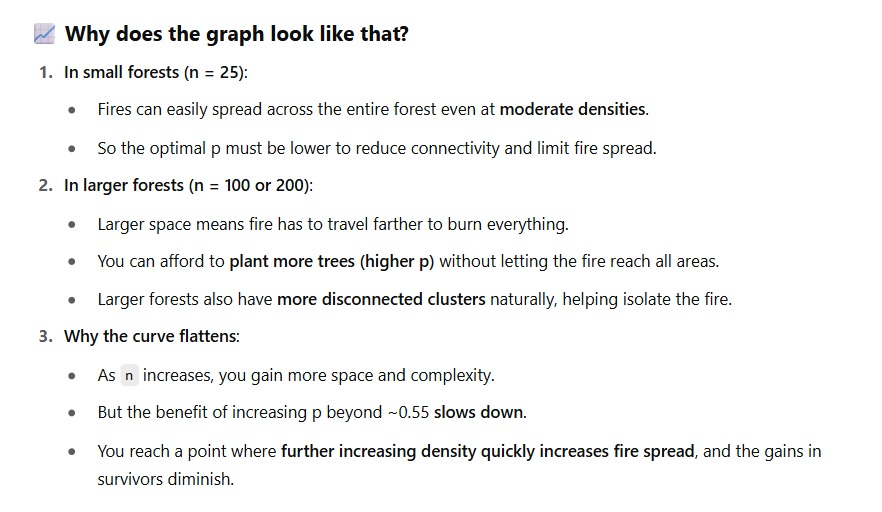 Why does the graph look like that?
1. In small forests (n = 25):
• Fires can easily spread across the entire forest even at moderate densities.
• So the optimal p must be lower to reduce connectivity and limit fire spread.
2. In larger forests (n = 100 or 200):
• Larger space means fire has to travel farther to burn everything.
• You can afford to plant more trees (higher p) without letting the fire reach all areas.
• Larger forests also have more disconnected clusters naturally, helping isolate the fire.
3. Why the curve flattens:
• As n increases, you gain more space and complexity.
• But the benefit of increasing p beyond ~0.55 slows down.
• You reach a point where further increasing density quickly increases fire spread, and the gains in
survivors diminish.